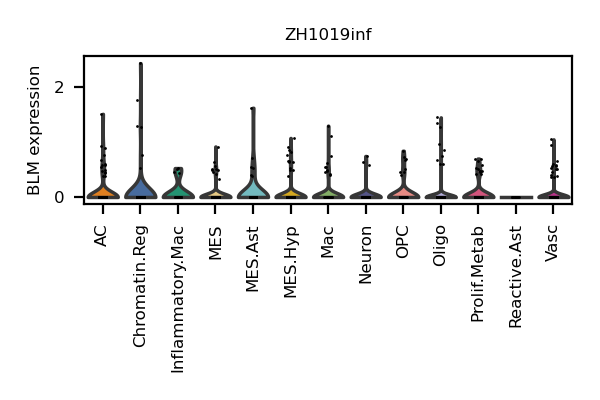 ZH1019inf
BLM expression
2
0
AC
Chromatin.Reg
Inflammatory.Mac
MES
MES.Ast
MES.Hyp
Mac
Neuron
OPC
Oligo
Prolif.Metab
Reactive.Ast
Vasc